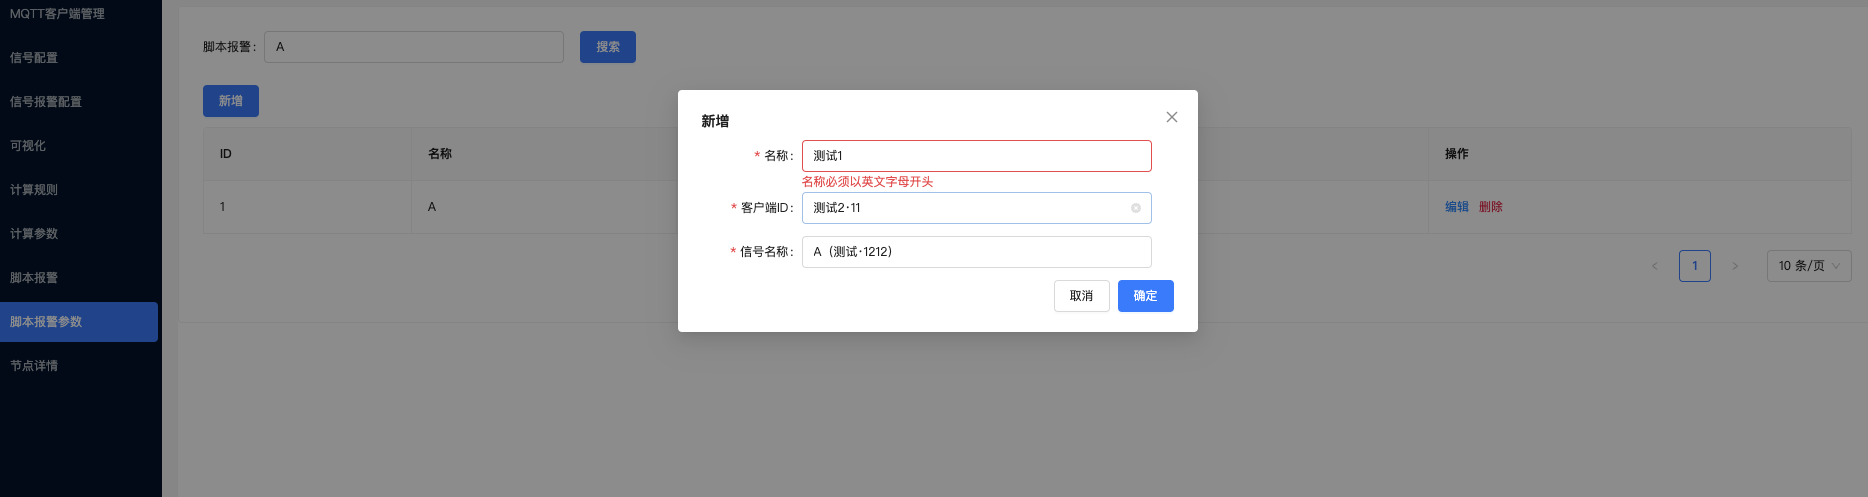 MQTT客户端管理
信号配置
信号报警配置
可视化
计算规则
计算参数
脚本报警
脚本报警参数
节点详情
脚本报警: A 搜索
新增
ID 名称 操作
1 A 编辑 删除
1 10 条/页
新增
* 名称: 测试1
名称必须以英文字母开头
* 客户端ID: 测试2·11
* 信号名称: A（测试·1212）
取消 确定